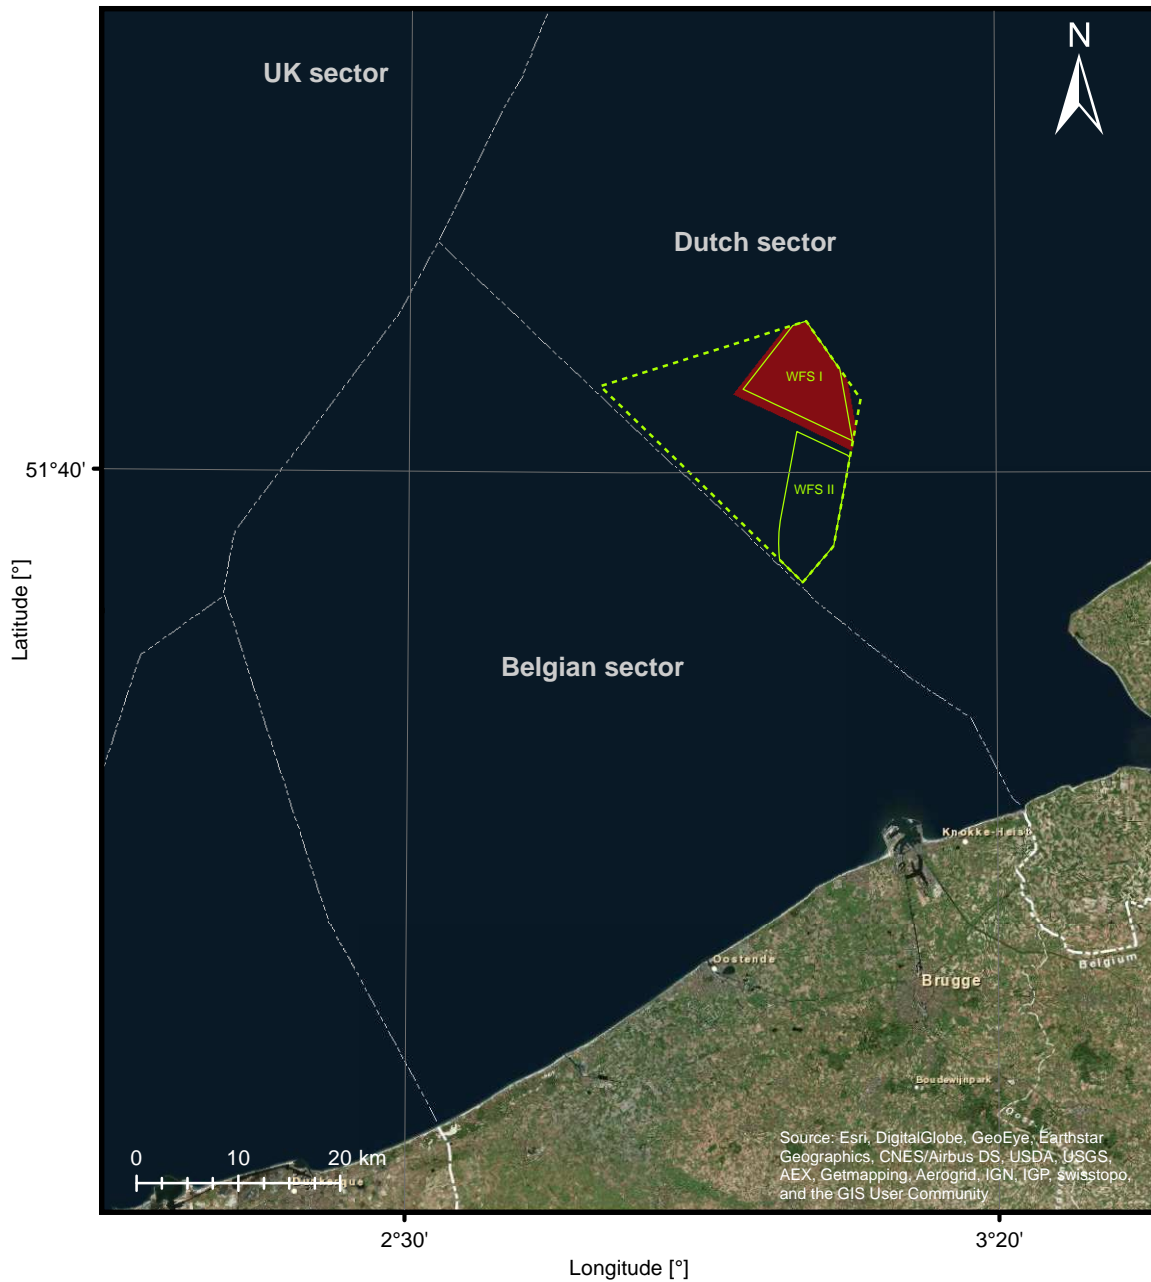 N
UK sector
Dutch sector
WFS I
51°40'
WFS II
Latitude [°]
Belgian sector
Knokke-Heist
Oostende
Belgium
Brugge
Boudewijnpark
Source: Esri, DigitalGlobe, GeoEye, Earthstar
Geographics, CNES/Airbus DS, USDA, USGS,
AEX, Getmapping, Aerogrid, IGN, IGP, swisstopo,
and the GIS User Community
0 10 20 km
2°30' 3°20'
Longitude [°]